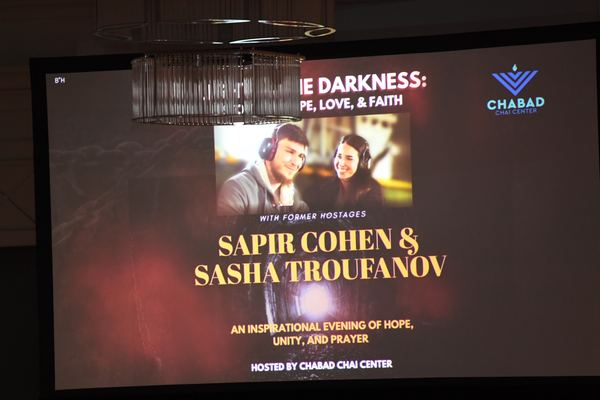 B"H
DARKNESS:
LOVE, & FAITH
CHABAD
CHAI CENTER
WITH FORMER HOSTAGES
SAPIR COHEN &
SASHA TROUFANOV
AN INSPIRATIONAL EVENING OF HOPE,
UNITY, AND PRAYER
HOSTED BY CHABAD CHAI CENTER